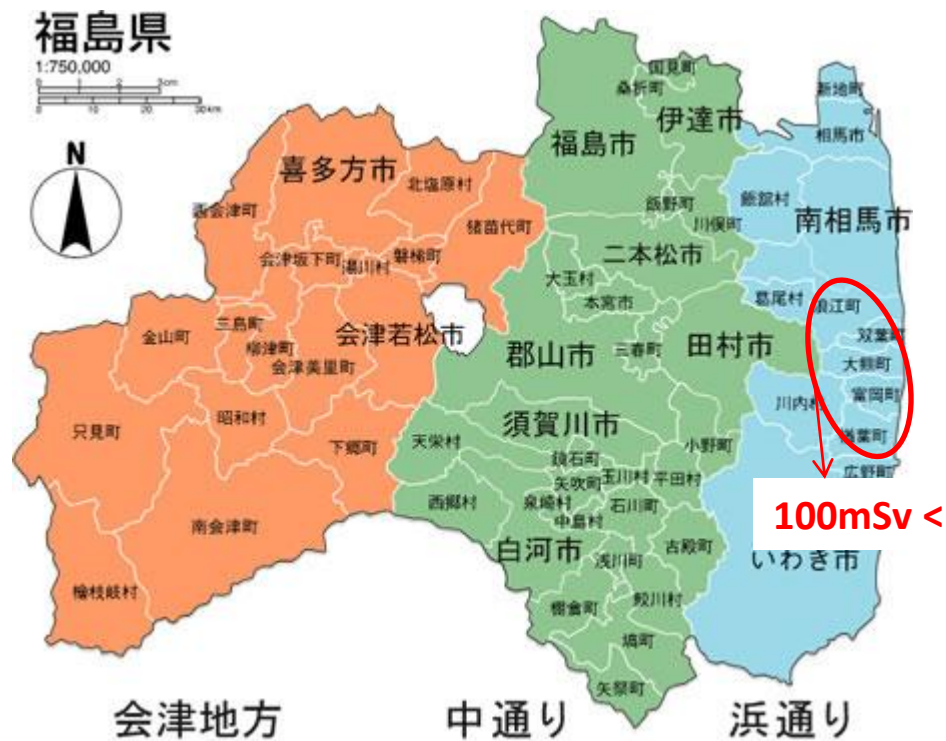 福島県
1:750,000
0 1 2 3cm
0 10 20 30km
N
国見町
桑折町
伊達市
新地町
相馬市
福島市
喜多方市
北塩原村
飯舘村
西会津町
飯野町
南相馬市
猪苗代町
川俣町
会津坂下町
湯川村
磐梯町
二本松市
大玉村
本宮市
葛尾村
浪江町
金山町
三島町
会津若松市
双葉町
柳津町
郡山市
三春町
田村市
大熊町
会津美里町
富岡町
昭和村
川内村
只見町
須賀川市
下郷町
天栄村
小野町
楢葉町
鏡石町
広野町
矢吹町
玉川村
平田村
西郷村
泉崎村
石川町
中島村
100mSv <
南会津町
白河市
古殿町
浅川町
いわき市
檜枝岐村
棚倉町
鮫川村
塙町
矢祭町
会津地方
中通り
浜通り